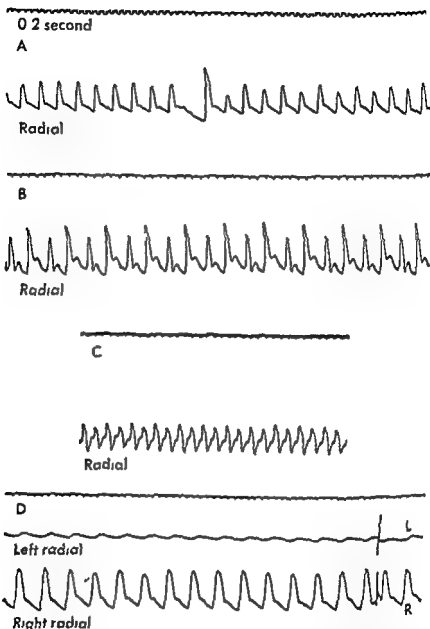 0 2 second
A
Radial
B
Radial
C
Radial
D
L
Left radial
R
Right radial